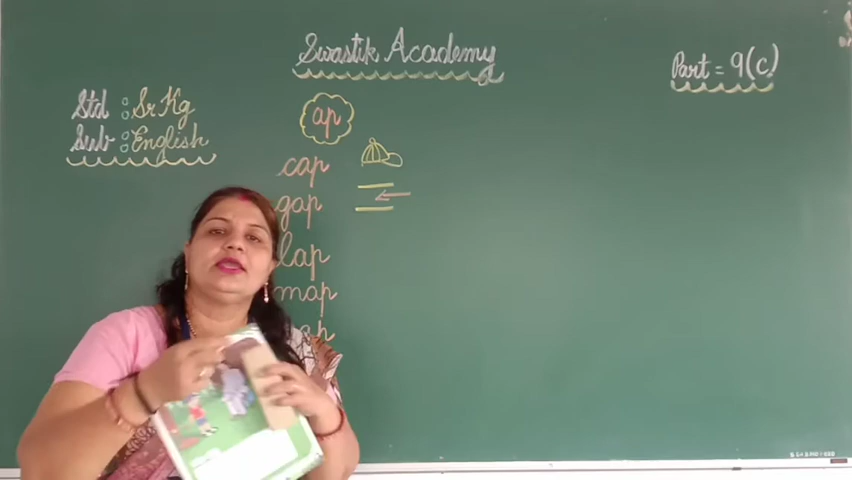 Swastik Academy
Part = 9(c)
Std : Sr Kg
Sub : English
ap
cap
gap
lap
map